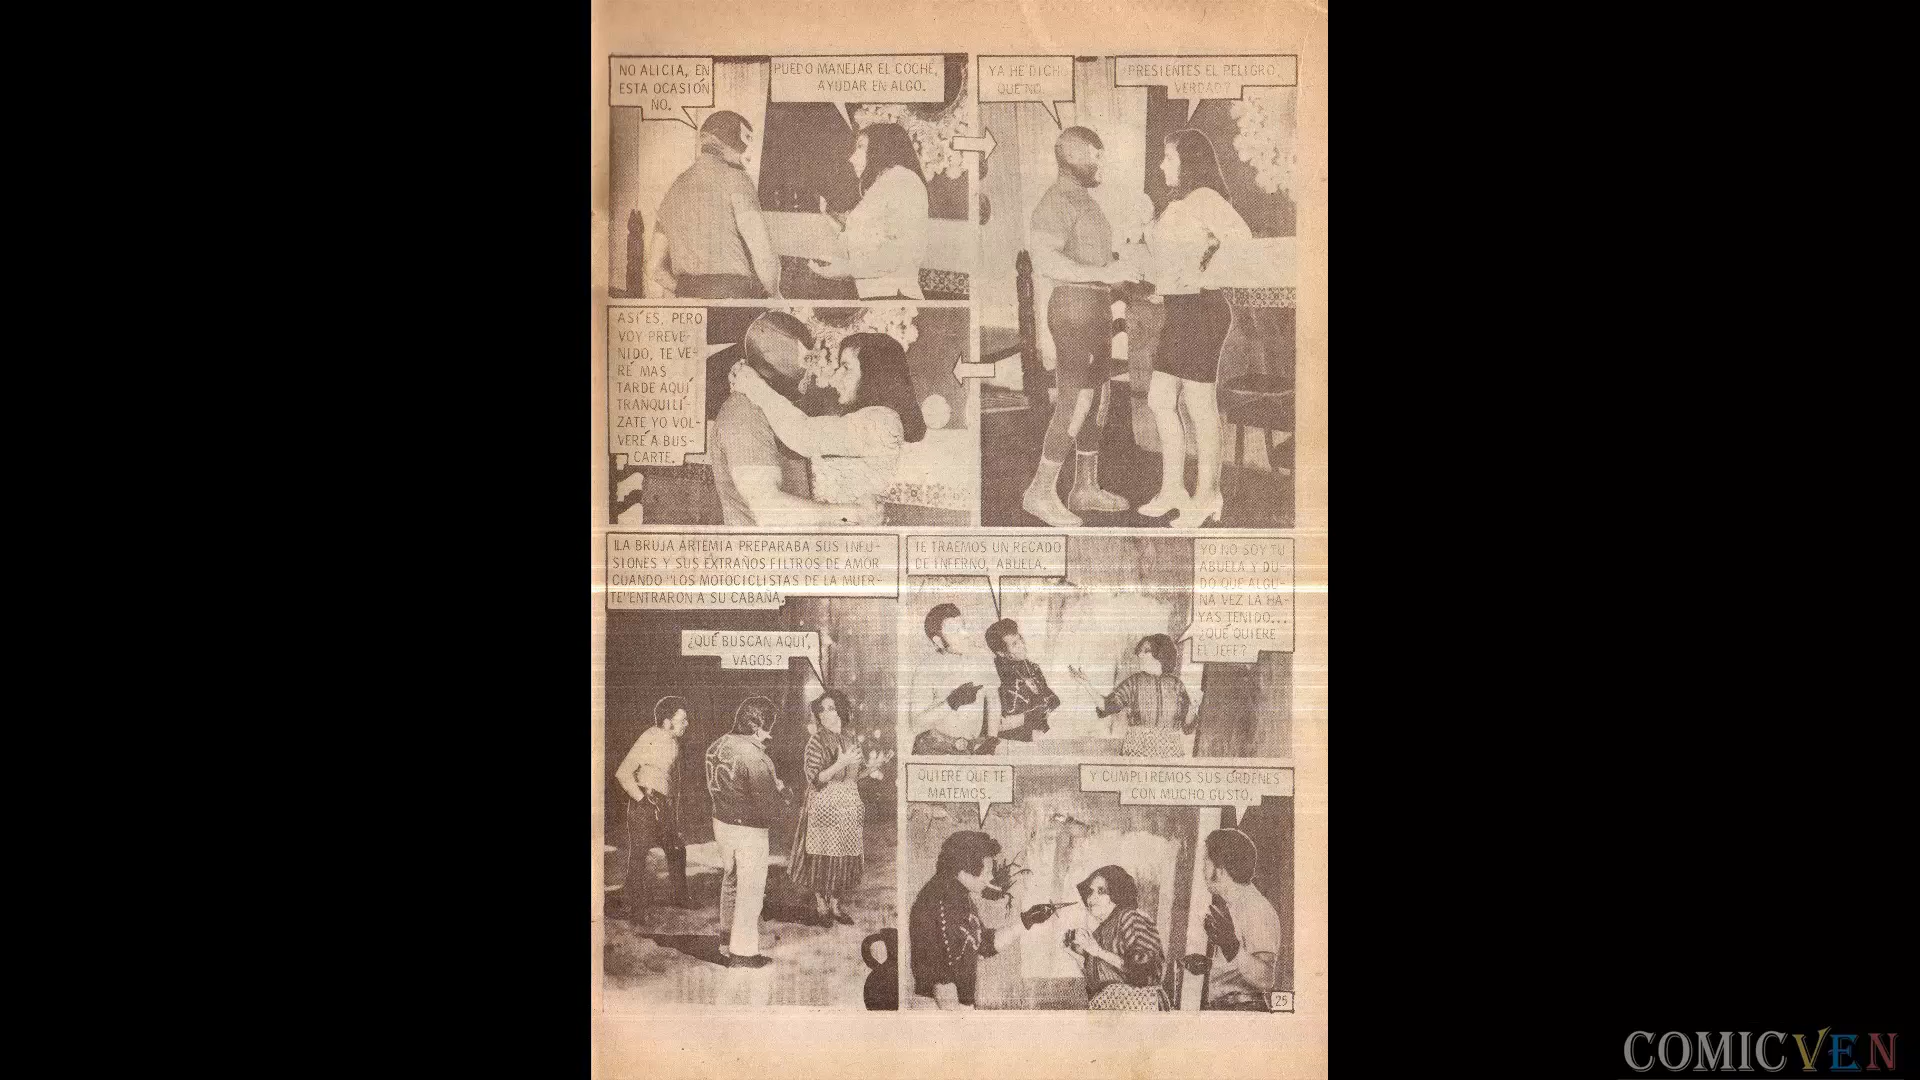 NO ALICIA, EN
ESTA OCASIÓN
NO.
PUEDO MANEJAR EL COCHE,
AYUDAR EN ALGO.
YA HE DICHO
QUE NO.
PRESIENTES EL PELIGRO,
VERDAD?
ASÍ ES, PERO
VOY PREVE-
NIDO, TE VE-
RÉ MAS
TARDE AQUÍ
TRANQUILÍ-
ZATE YO VOL-
VERÉ A BUS-
CARTE.
LA BRUJA ARTEMIA PREPARABA SUS INFU-
SIONES Y SUS EXTRAÑOS FILTROS DE AMOR
CUANDO "LOS MOTOCICLISTAS DE LA MUER-
TE" ENTRARON A SU CABAÑA.
¿QUÉ BUSCAN AQUÍ,
VAGOS?
TE TRAEMOS UN RECADO
DE INFERNO, ABUELA.
YO NO SOY TU
ABUELA Y DU-
DO QUE ALGU-
NA VEZ LA HA-
YAS TENIDO...
¿QUÉ QUIERE
EL JEFE?
QUIERE QUE TE
MATEMOS.
Y CUMPLIREMOS SUS ÓRDENES
CON MUCHO GUSTO.
25
COMICVEN